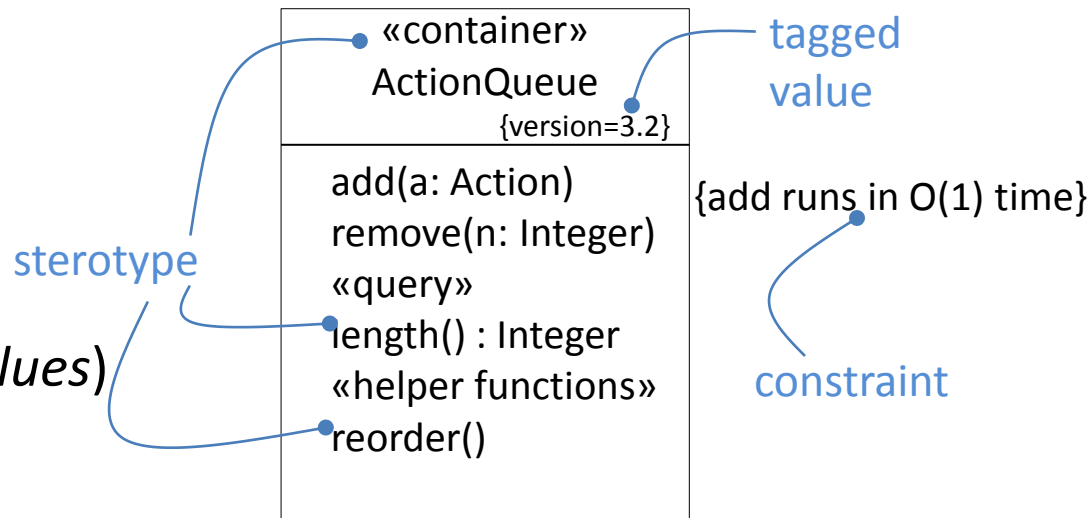 «container»
ActionQueue
{version=3.2}
tagged
value
add(a: Action)
remove(n: Integer)
«query»
length() : Integer
«helper functions»
reorder()
{add runs in O(1) time}
constraint
sterotype
lues)